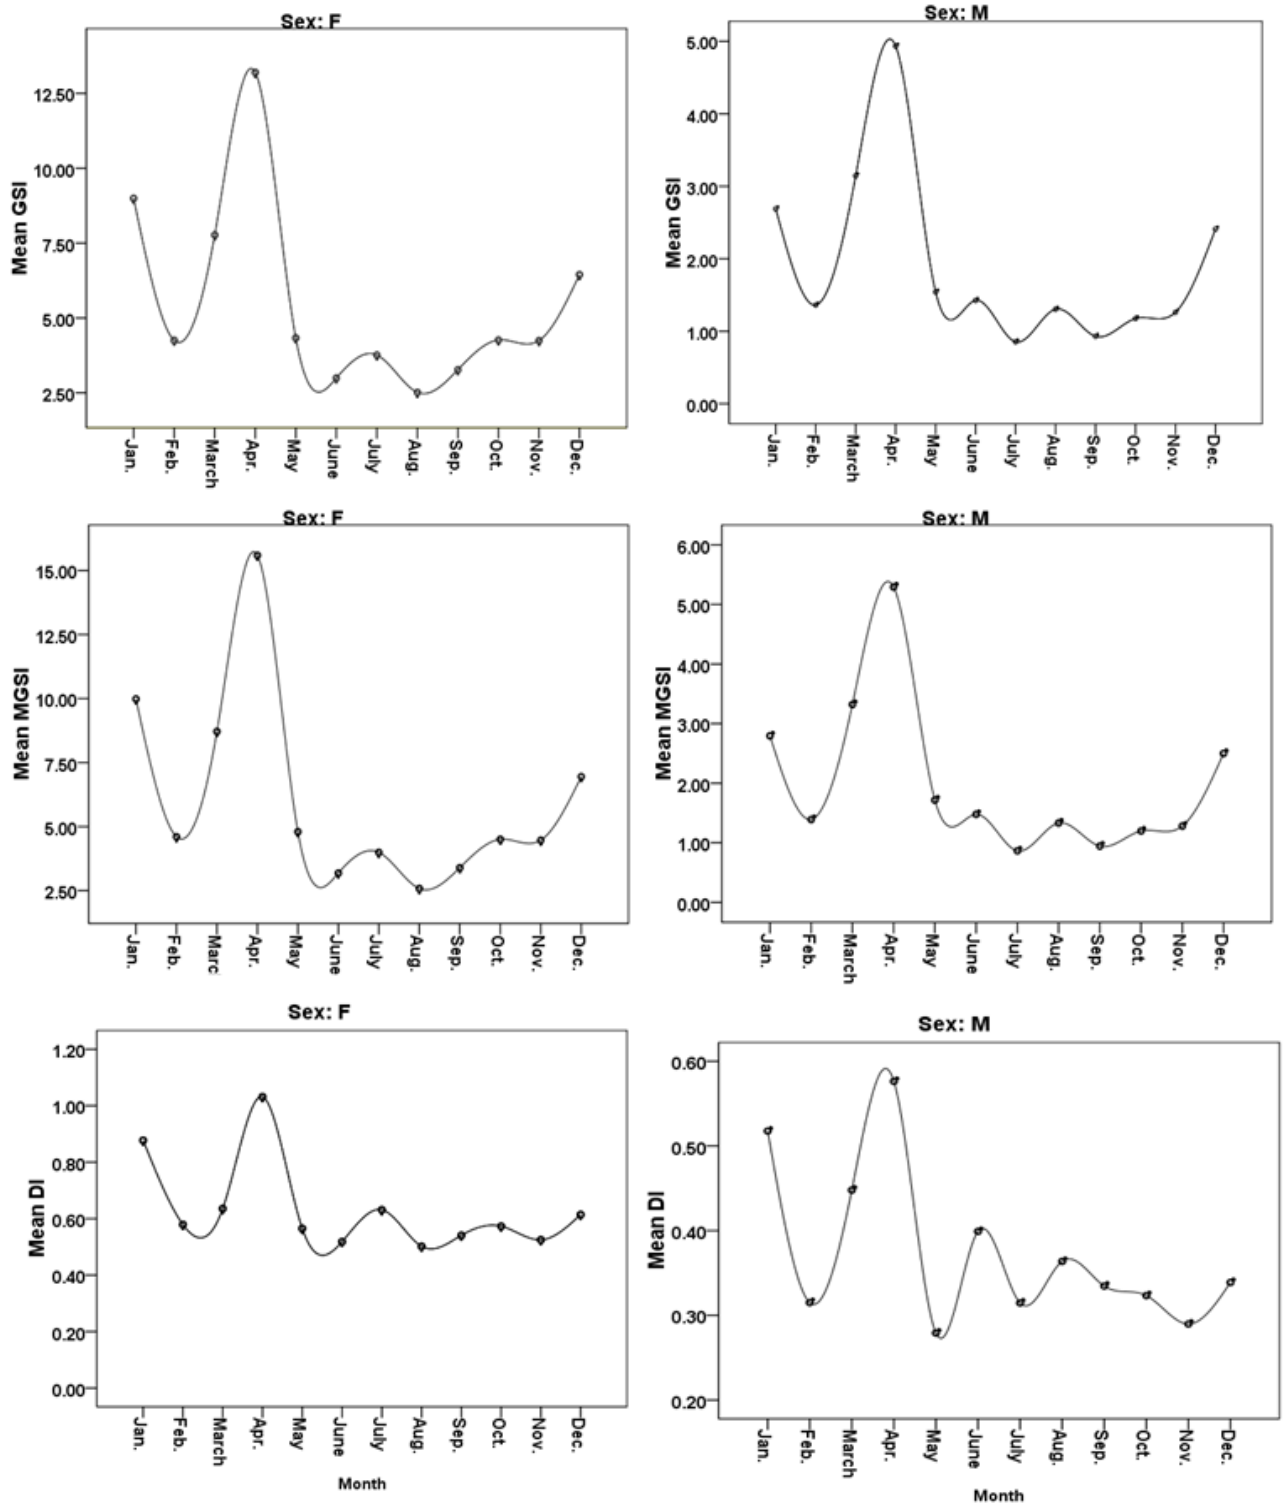 Sex: F
Mean GSI
12.50
10.00
7.50
5.00
2.50
Jan.
Feb.
March
Apr.
May
June
July
Aug.
Sep.
Oct.
Nov.
Dec.
Sex: M
Mean GSI
5.00
4.00
3.00
2.00
1.00
0.00
Jan.
Feb.
March
Apr.
May
June
July
Aug.
Sep.
Oct.
Nov.
Dec.
Sex: F
Mean MGSI
15.00
12.50
10.00
7.50
5.00
2.50
Jan.
Feb.
Marc
Apr.
May
June
July
Aug.
Sep.
Oct.
Nov.
Dec.
Sex: M
Mean MGSI
6.00
5.00
4.00
3.00
2.00
1.00
0.00
Jan.
Feb.
March
Apr.
May
June
July
Aug.
Sep.
Oct.
Nov.
Dec.
Sex: F
Mean DI
1.20
1.00
0.80
0.60
0.40
0.20
0.00
Jan.
Feb.
March
Apr.
May
June
July
Aug.
Sep.
Oct.
Nov.
Dec.
Month
Sex: M
Mean DI
0.60
0.50
0.40
0.30
0.20
Jan.
Feb.
March
Apr.
May
June
July
Aug.
Sep.
Oct.
Nov.
Dec.
Month